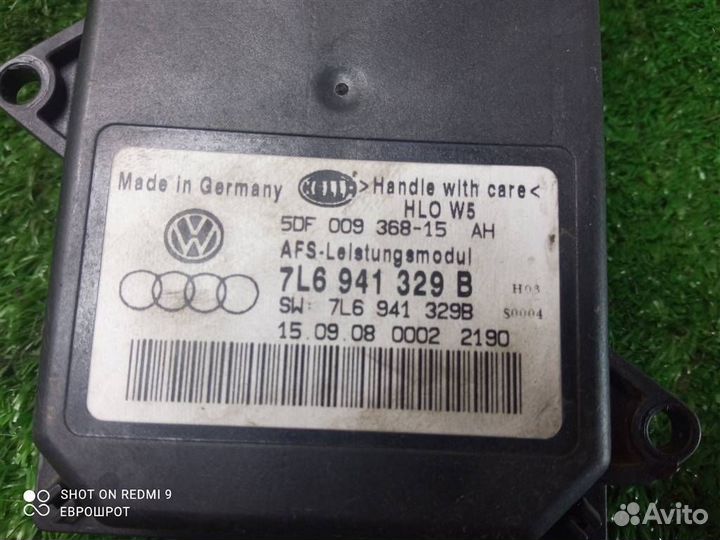 Made in Germany
>Handle with care<
HLO W5
5DF 009 368-15 AH
AFS-Leistungsmodul
7L6 941 329 B
H03
SW: 7L6 941 329B
S0004
15.09.08 0002 2190
SHOT ON REDMI 9
ЕВРОШРОТ
Avito